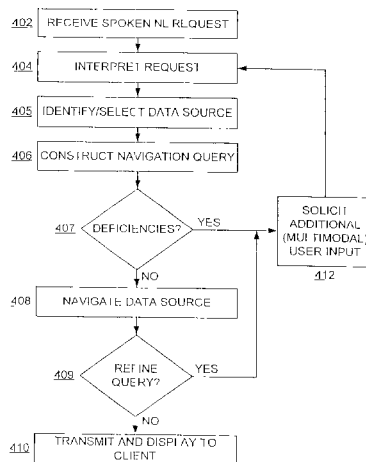 402 RECEIVE SPOKEN NL REQUEST
404 INTERPRET REQUEST
405 IDENTIFY/SELECT DATA SOURCE
406 CONSTRUCT NAVIGATION QUERY
407 DEFICIENCIES? YES
SOLICIT
ADDITIONAL
(MULTIMODAL)
USER INPUT
412
NO
408 NAVIGATE DATA SOURCE
409 REFINE
QUERY? YES
NO
410 TRANSMIT AND DISPLAY TO
CLIENT